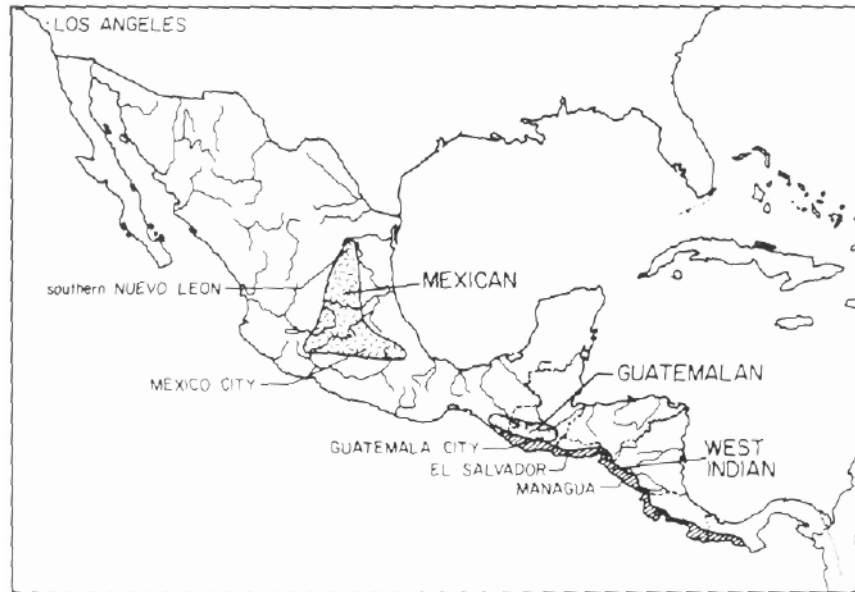 LOS ANGELES
southern NUEVO LEON
MEXICAN
MEXICO CITY
GUATEMALAN
GUATEMALA CITY
EL SALVADOR
WEST
INDIAN
MANAGUA